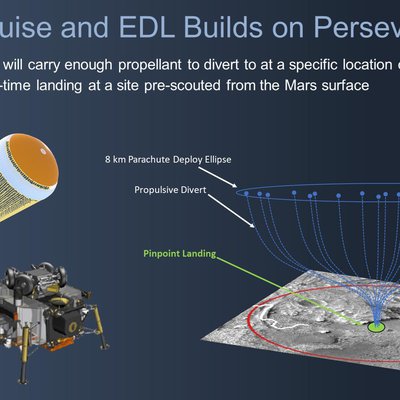 uise and EDL Builds on Persev
will carry enough propellant to divert to at a specific location
-time landing at a site pre-scouted from the Mars surface
8 km Parachute Deploy Ellipse
Propulsive Divert
Pinpoint Landing